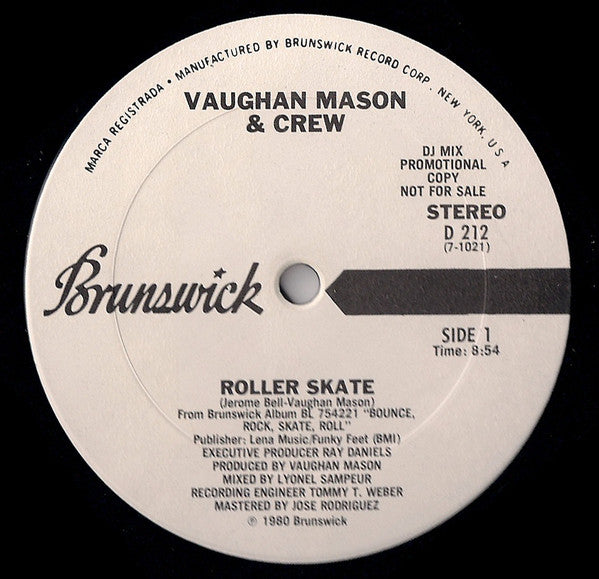 MARCA REGISTRADA • MANUFACTURED BY BRUNSWICK RECORD CORP. NEW YORK, USA
VAUGHAN MASON
& CREW
DJ MIX
PROMOTIONAL
COPY
NOT FOR SALE
STEREO
D 212
(7-1021)
Brunswick
SIDE 1
Time: 8:54
ROLLER SKATE
(Jerome Bell-Vaughan Mason)
From Brunswick Album BL 754221 "BOUNCE,
ROCK, SKATE, ROLL"
Publisher: Lena Music/Funky Feet (BMI)
EXECUTIVE PRODUCER RAY DANIELS
PRODUCED BY VAUGHAN MASON
MIXED BY LYONEL SAMPEUR
RECORDING ENGINEER TOMMY T. WEBER
MASTERED BY JOSE RODRIGUEZ
℗ 1980 Brunswick